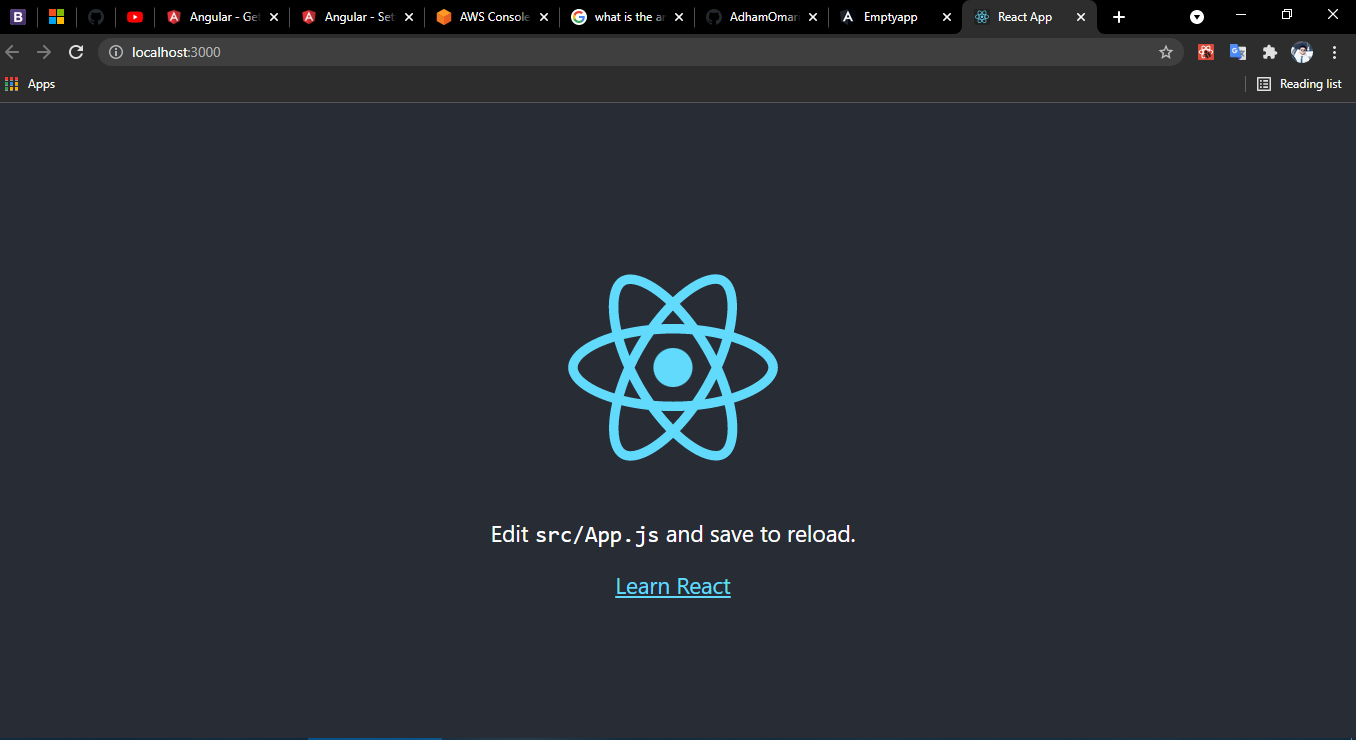 B
Angular - Get
Angular - Set
AWS Console
G
what is the ar
AdhamOmar
A
Emptyapp
React App
localhost:3000
Apps
Reading list
Edit src/App.js and save to reload.
Learn React